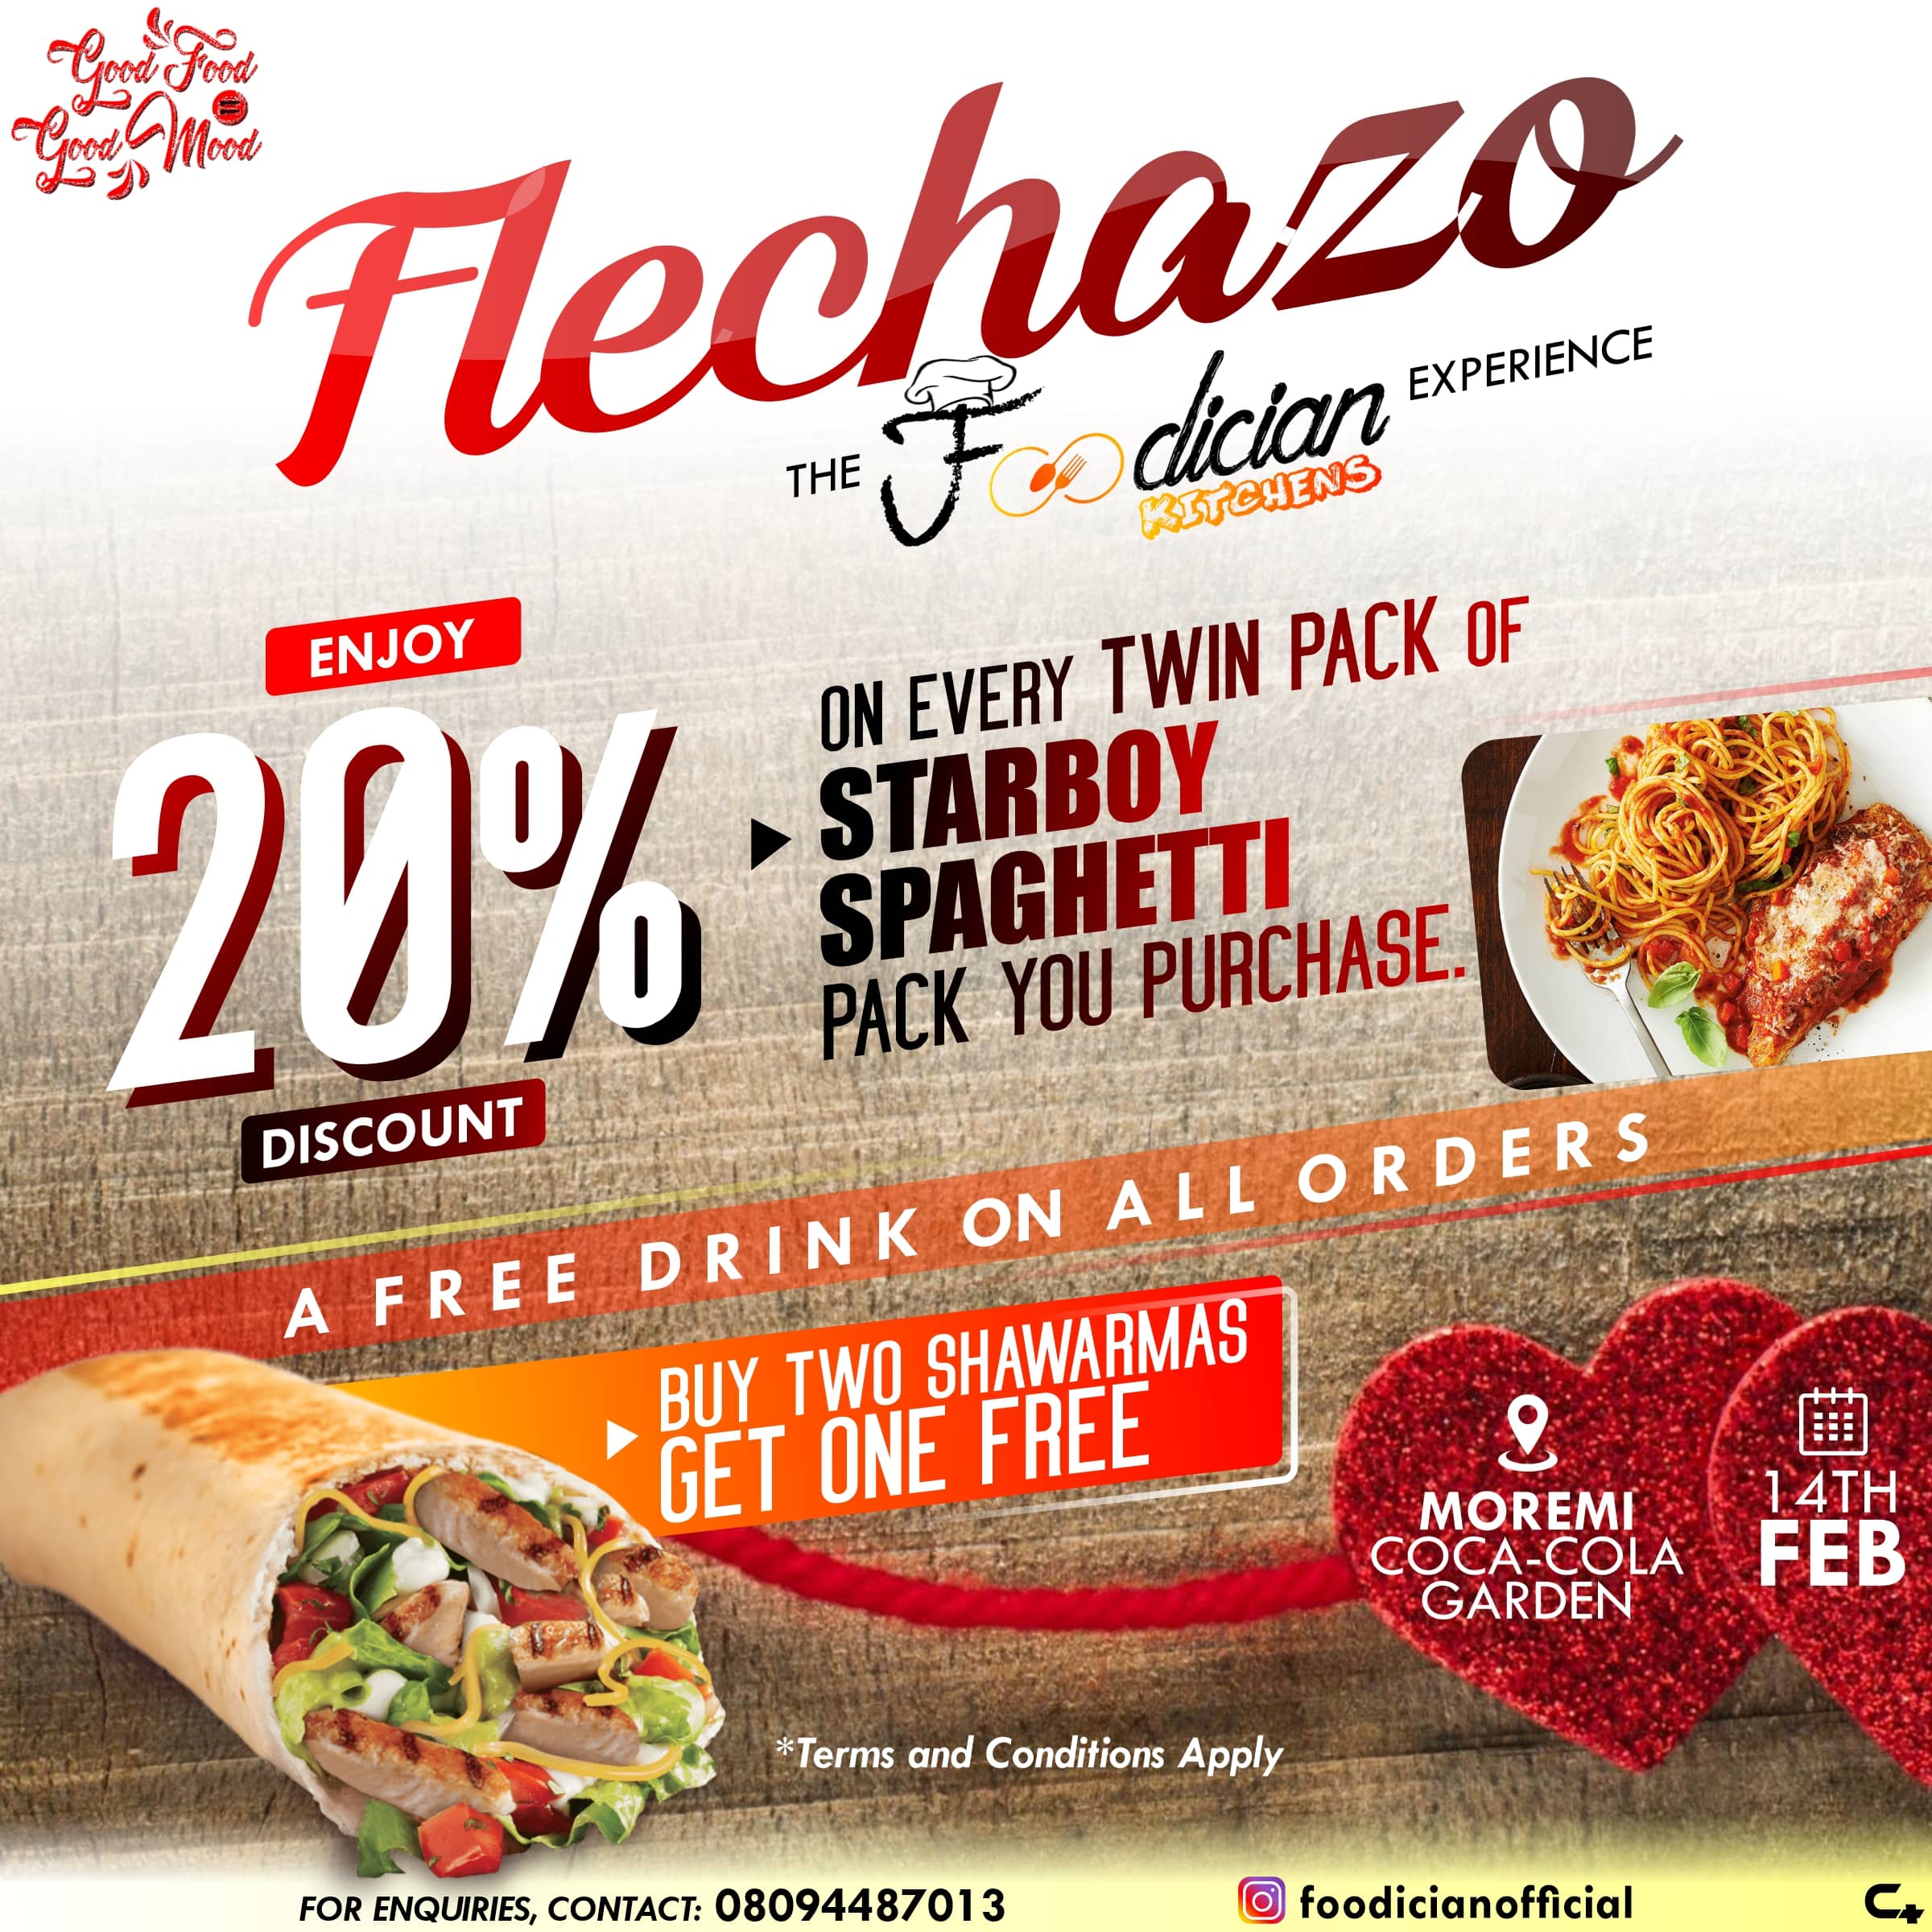 Good Food
Good Mood
Flechazo
THE Foodician EXPERIENCE
KITCHENS
ENJOY
20%
DISCOUNT
ON EVERY TWIN PACK OF
STARBOY
SPAGHETTI
PACK YOU PURCHASE.
A FREE DRINK ON ALL ORDERS
BUY TWO SHAWARMAS
GET ONE FREE
MOREMI
COCA-COLA
GARDEN
14TH
FEB
*Terms and Conditions Apply
FOR ENQUIRIES, CONTACT: 08094487013
foodicianofficial